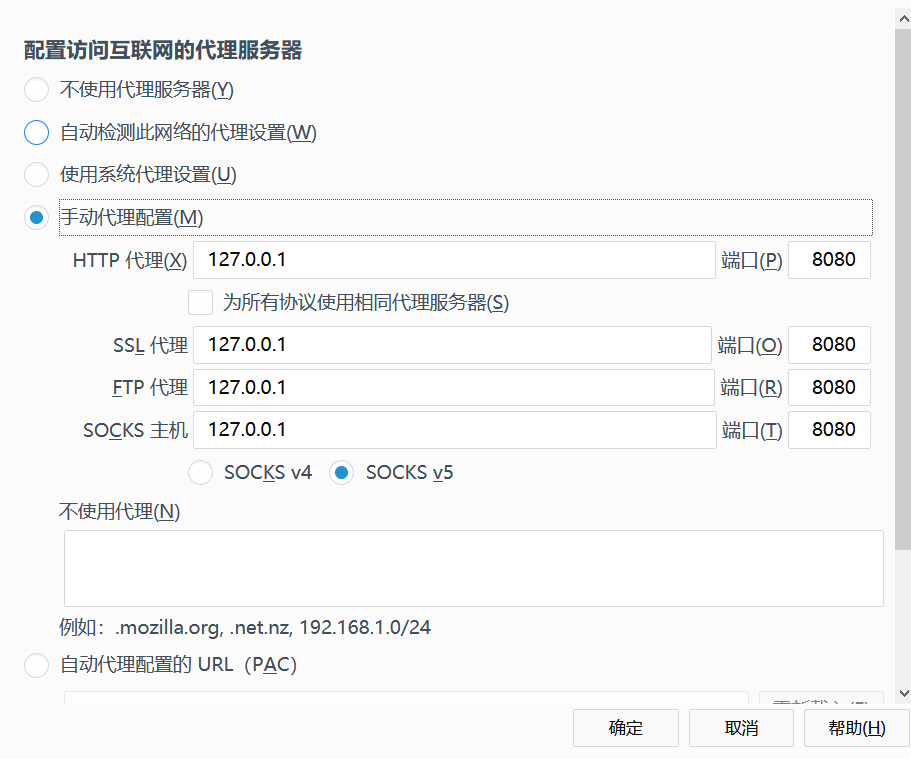 配置访问互联网的代理服务器
不使用代理服务器(Y)
自动检测此网络的代理设置(W)
使用系统代理设置(U)
手动代理配置(M)
HTTP 代理(X) 127.0.0.1 端口(P) 8080
为所有协议使用相同代理服务器(S)
SSL 代理 127.0.0.1 端口(O) 8080
FTP 代理 127.0.0.1 端口(R) 8080
SOCKS 主机 127.0.0.1 端口(T) 8080
SOCKS v4 SOCKS v5
不使用代理(N)
例如：.mozilla.org, .net.nz, 192.168.1.0/24
自动代理配置的 URL（PAC）
确定 取消 帮助(H)